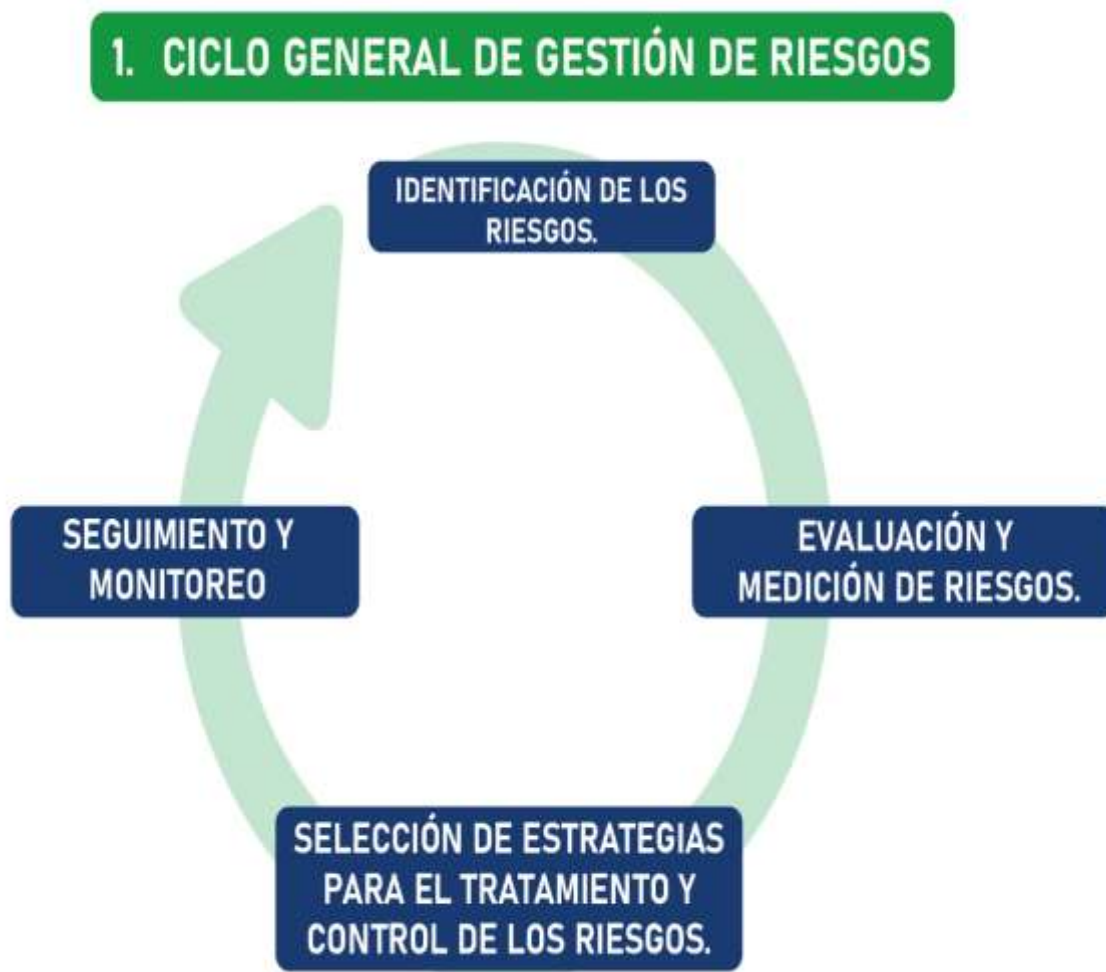 1. CICLO GENERAL DE GESTIÓN DE RIESGOS
IDENTIFICACIÓN DE LOS
RIESGOS.
EVALUACIÓN Y
MEDICIÓN DE RIESGOS.
SELECCIÓN DE ESTRATEGIAS
PARA EL TRATAMIENTO Y
CONTROL DE LOS RIESGOS.
SEGUIMIENTO Y
MONITOREO